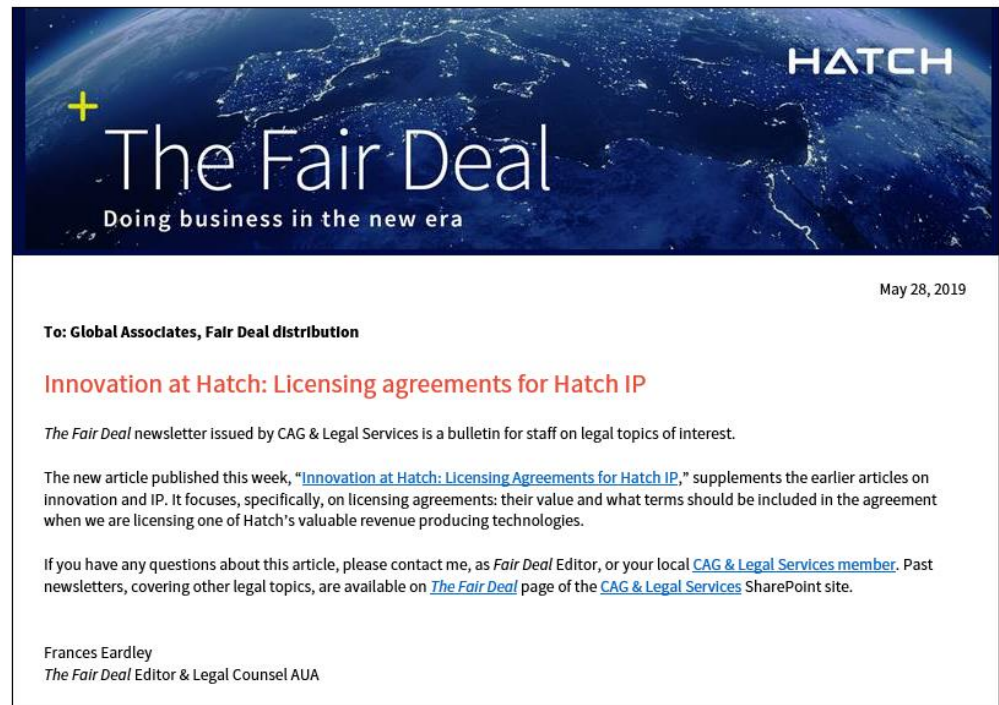 HATCH
The Fair Deal
Doing business in the new era
May 28, 2019
To: Global Associates, Fair Deal distribution
Innovation at Hatch: Licensing agreements for Hatch IP
The Fair Deal newsletter issued by CAG & Legal Services is a bulletin for staff on legal topics of interest.
The new article published this week, “Innovation at Hatch: Licensing Agreements for Hatch IP,” supplements the earlier articles on
innovation and IP. It focuses, specifically, on licensing agreements: their value and what terms should be included in the agreement
when we are licensing one of Hatch’s valuable revenue producing technologies.
If you have any questions about this article, please contact me, as Fair Deal Editor, or your local CAG & Legal Services member. Past
newsletters, covering other legal topics, are available on The Fair Deal page of the CAG & Legal Services SharePoint site.
Frances Eardley
The Fair Deal Editor & Legal Counsel AUA